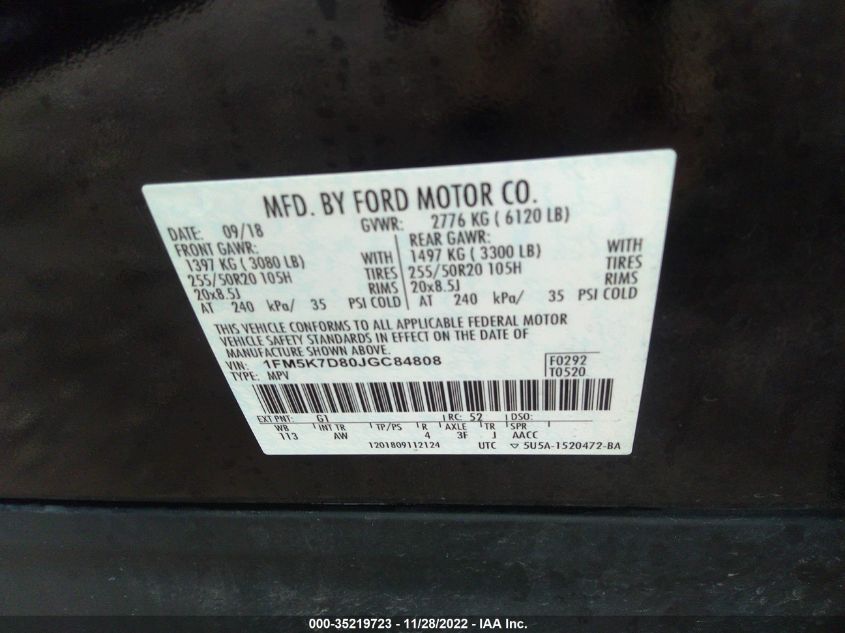 MFD. BY FORD MOTOR CO.
DATE: 09/18 GVWR: 2776 KG ( 6120 LB)
FRONT GAWR: REAR GAWR:
1397 KG ( 3080 LB) WITH 1497 KG ( 3300 LB) WITH
255/50R20 105H TIRES 255/50R20 105H TIRES
20x8.5J RIMS 20x8.5J RIMS
AT 240 kPa/ 35 PSI COLD AT 240 kPa/ 35 PSI COLD
THIS VEHICLE CONFORMS TO ALL APPLICABLE FEDERAL MOTOR
VEHICLE SAFETY STANDARDS IN EFFECT ON THE DATE OF
MANUFACTURE SHOWN ABOVE.
VIN: 1FM5K7D80JGC84808 F0292
TYPE: MPV T0520
EXT PNT: G1 RC: 52 DSO:
WB INT TR TP/PS R AXLE TR SPR
113 AW 4 3F J AACC
1201809112124 UTC ▽ 5U5A-1520472-BA
000-35219723 - 11/28/2022 - IAA Inc.